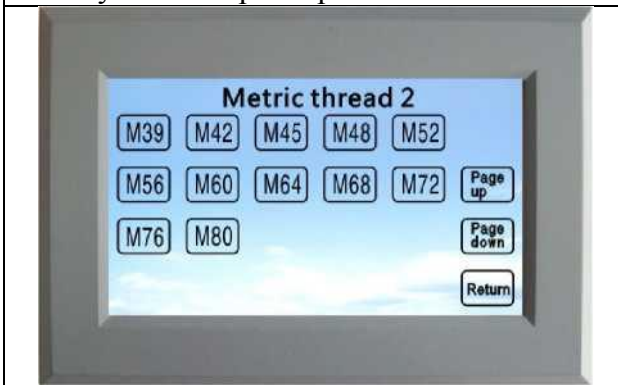 Metric thread 2
M39 M42 M45 M48 M52
M56 M60 M64 M68 M72 Page up
M76 M80 Page down
Return